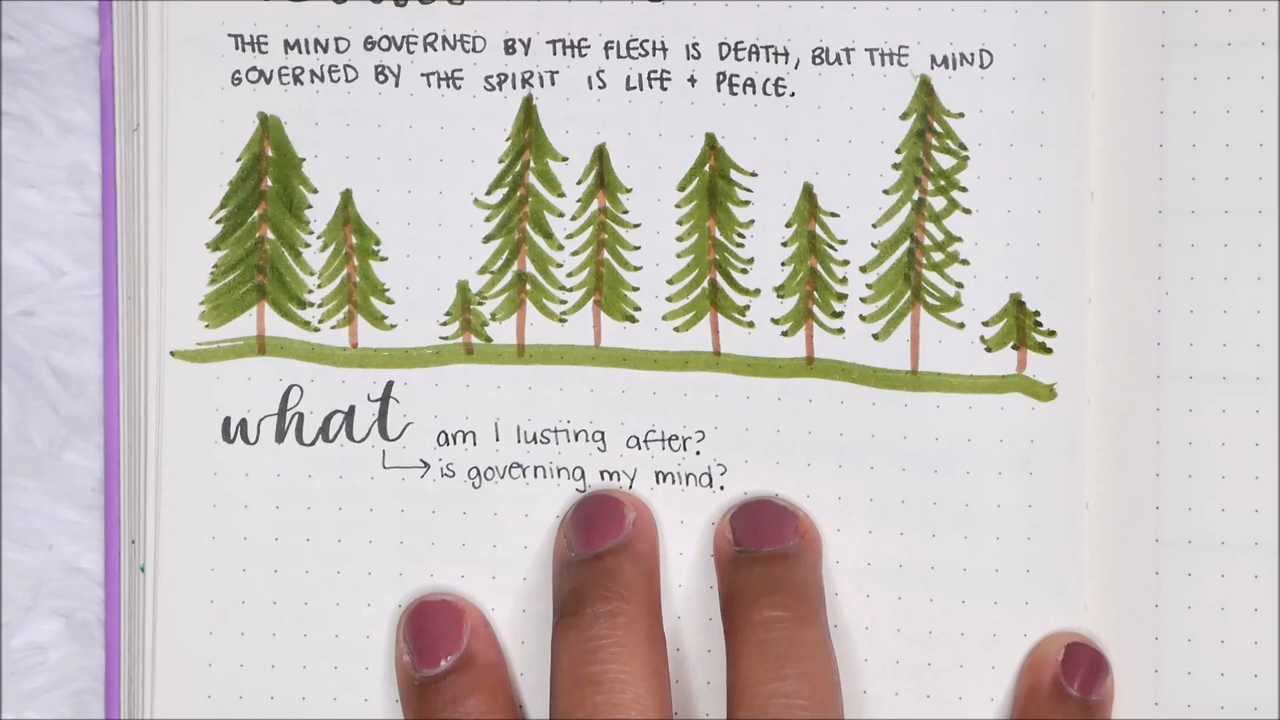 THE MIND GOVERNED BY THE FLESH IS DEATH, BUT THE MIND
GOVERNED BY THE SPIRIT IS LIFE + PEACE.
what am I lusting after?
is governing my mind?